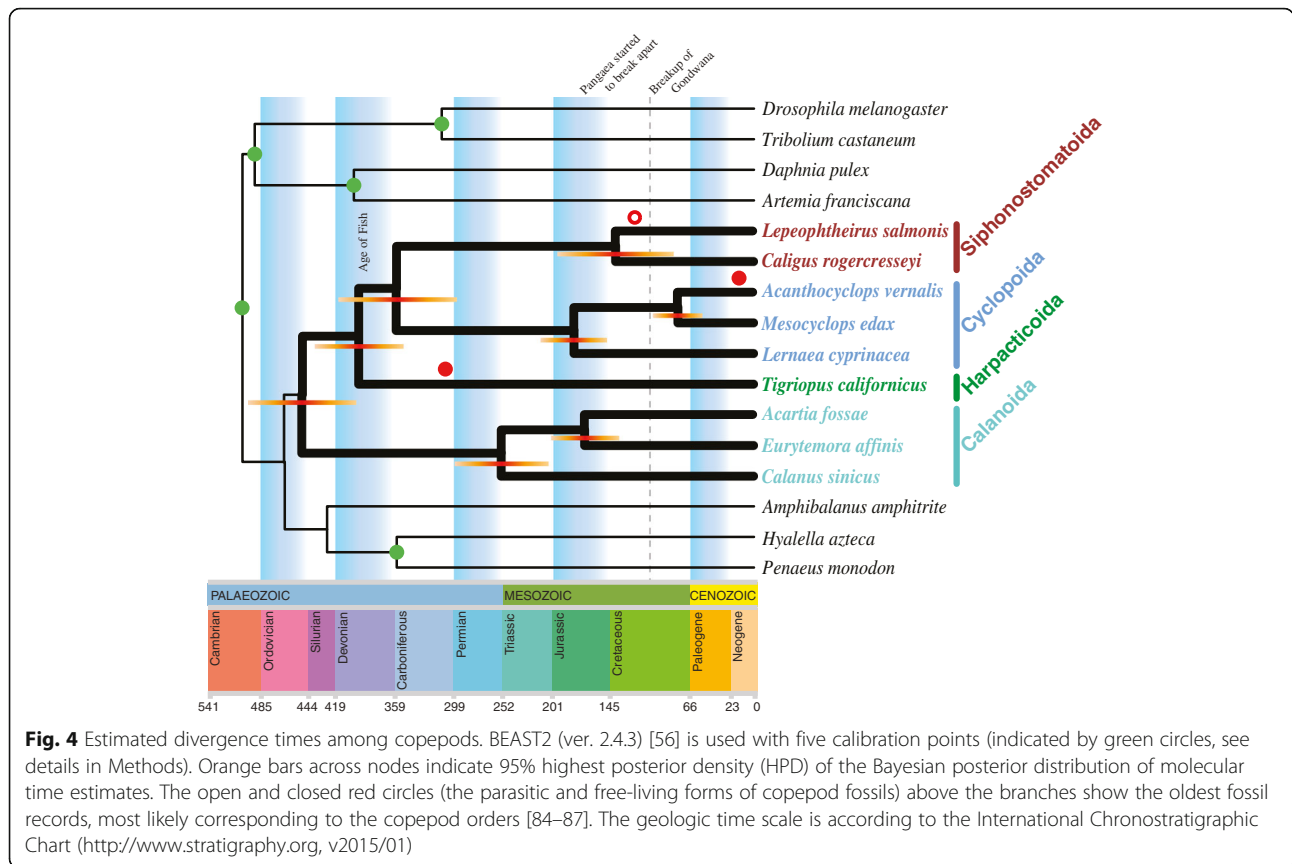 Pangaea started
to break apart
Breakup of
Gondwana
Drosophila melanogaster
Tribolium castaneum
Daphnia pulex
Artemia franciscana
Age of Fish
Lepeophtheirus salmonis
Caligus rogercresseyi
Siphonostomatoida
Acanthocyclops vernalis
Mesocyclops edax
Lernaea cyprinacea
Cyclopoida
Tigriopus californicus
Harpacticoida
Acartia fossae
Eurytemora affinis
Calanus sinicus
Calanoida
Amphibalanus amphitrite
Hyalella azteca
Penaeus monodon
PALAEOZOIC MESOZOIC CENOZOIC
Cambrian
Ordovician
Silurian
Devonian
Carboniferous
Permian
Triassic
Jurassic
Cretaceous
Paleogene
Neogene
541 485 444 419 359 299 252 201 145 66 23 0
Fig. 4 Estimated divergence times among copepods. BEAST2 (ver. 2.4.3) [56] is used with five calibration points (indicated by green circles, see
details in Methods). Orange bars across nodes indicate 95% highest posterior density (HPD) of the Bayesian posterior distribution of molecular
time estimates. The open and closed red circles (the parasitic and free-living forms of copepod fossils) above the branches show the oldest fossil
records, most likely corresponding to the copepod orders [84–87]. The geologic time scale is according to the International Chronostratigraphic
Chart (http://www.stratigraphy.org, v2015/01)